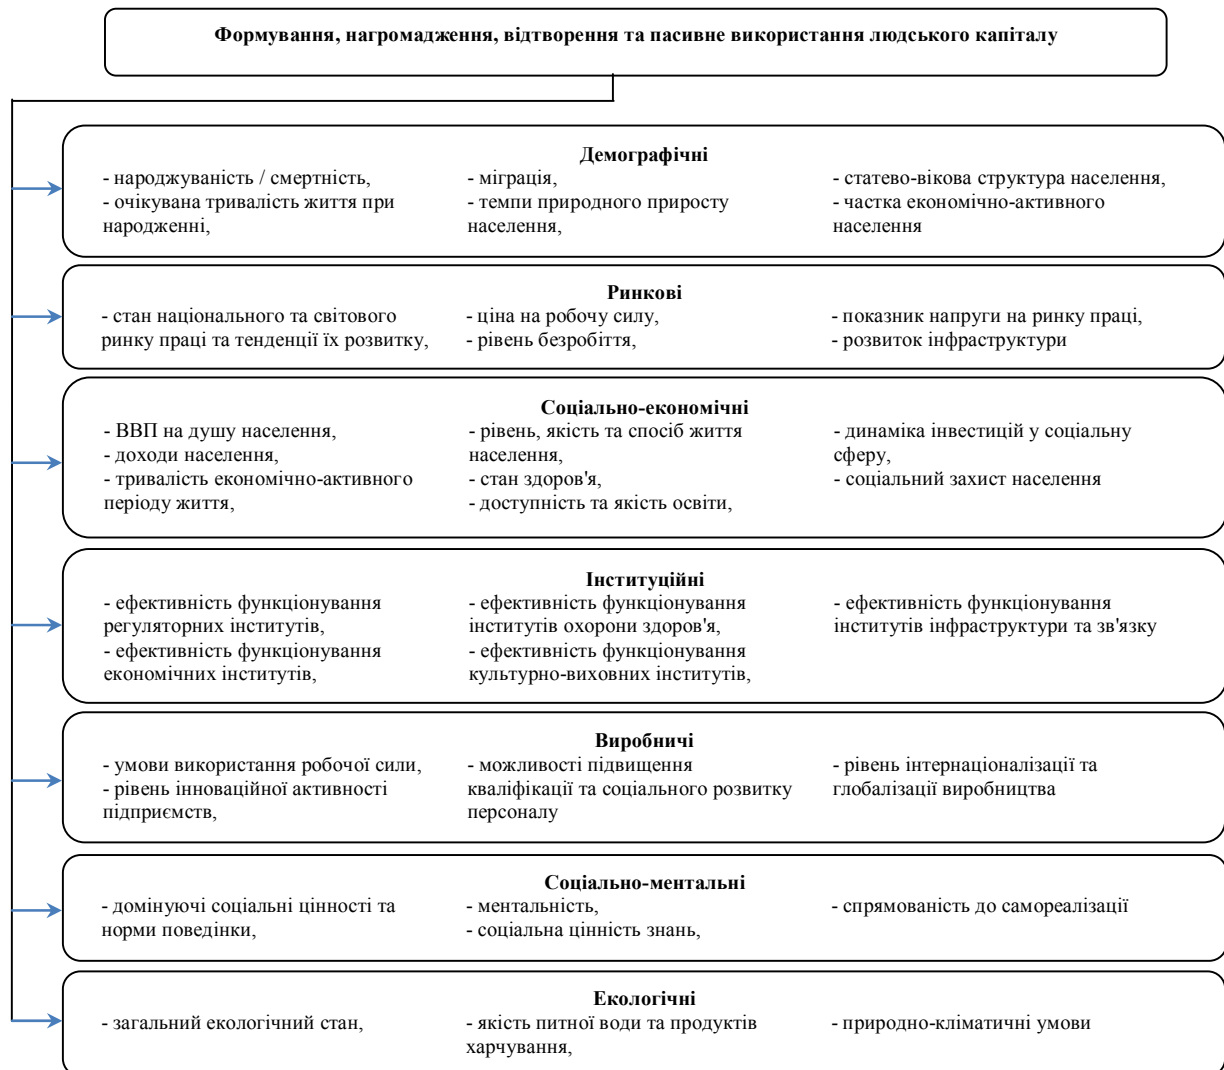 Формування, нагромадження, відтворення та пасивне використання людського капіталу
Демографічні
- народжуваність / смертність,
- очікувана тривалість життя при
народженні,
- міграція,
- темпи природного приросту
населення,
- статево-вікова структура населення,
- частка економічно-активного
населення
Ринкові
- стан національного та світового
ринку праці та тенденції їх розвитку,
- ціна на робочу силу,
- рівень безробіття,
- показник напруги на ринку праці,
- розвиток інфраструктури
Соціально-економічні
- ВВП на душу населення,
- доходи населення,
- тривалість економічно-активного
періоду життя,
- рівень, якість та спосіб життя
населення,
- стан здоров'я,
- доступність та якість освіти,
- динаміка інвестицій у соціальну
сферу,
- соціальний захист населення
Інституційні
- ефективність функціонування
регуляторних інститутів,
- ефективність функціонування
економічних інститутів,
- ефективність функціонування
інститутів охорони здоров'я,
- ефективність функціонування
культурно-виховних інститутів,
- ефективність функціонування
інститутів інфраструктури та зв'язку
Виробничі
- умови використання робочої сили,
- рівень інноваційної активності
підприємств,
- можливості підвищення
кваліфікації та соціального розвитку
персоналу
- рівень інтернаціоналізації та
глобалізації виробництва
Соціально-ментальні
- домінуючі соціальні цінності та
норми поведінки,
- ментальність,
- соціальна цінність знань,
- спрямованість до самореалізації
Екологічні
- загальний екологічний стан,
- якість питної води та продуктів
харчування,
- природно-кліматичні умови